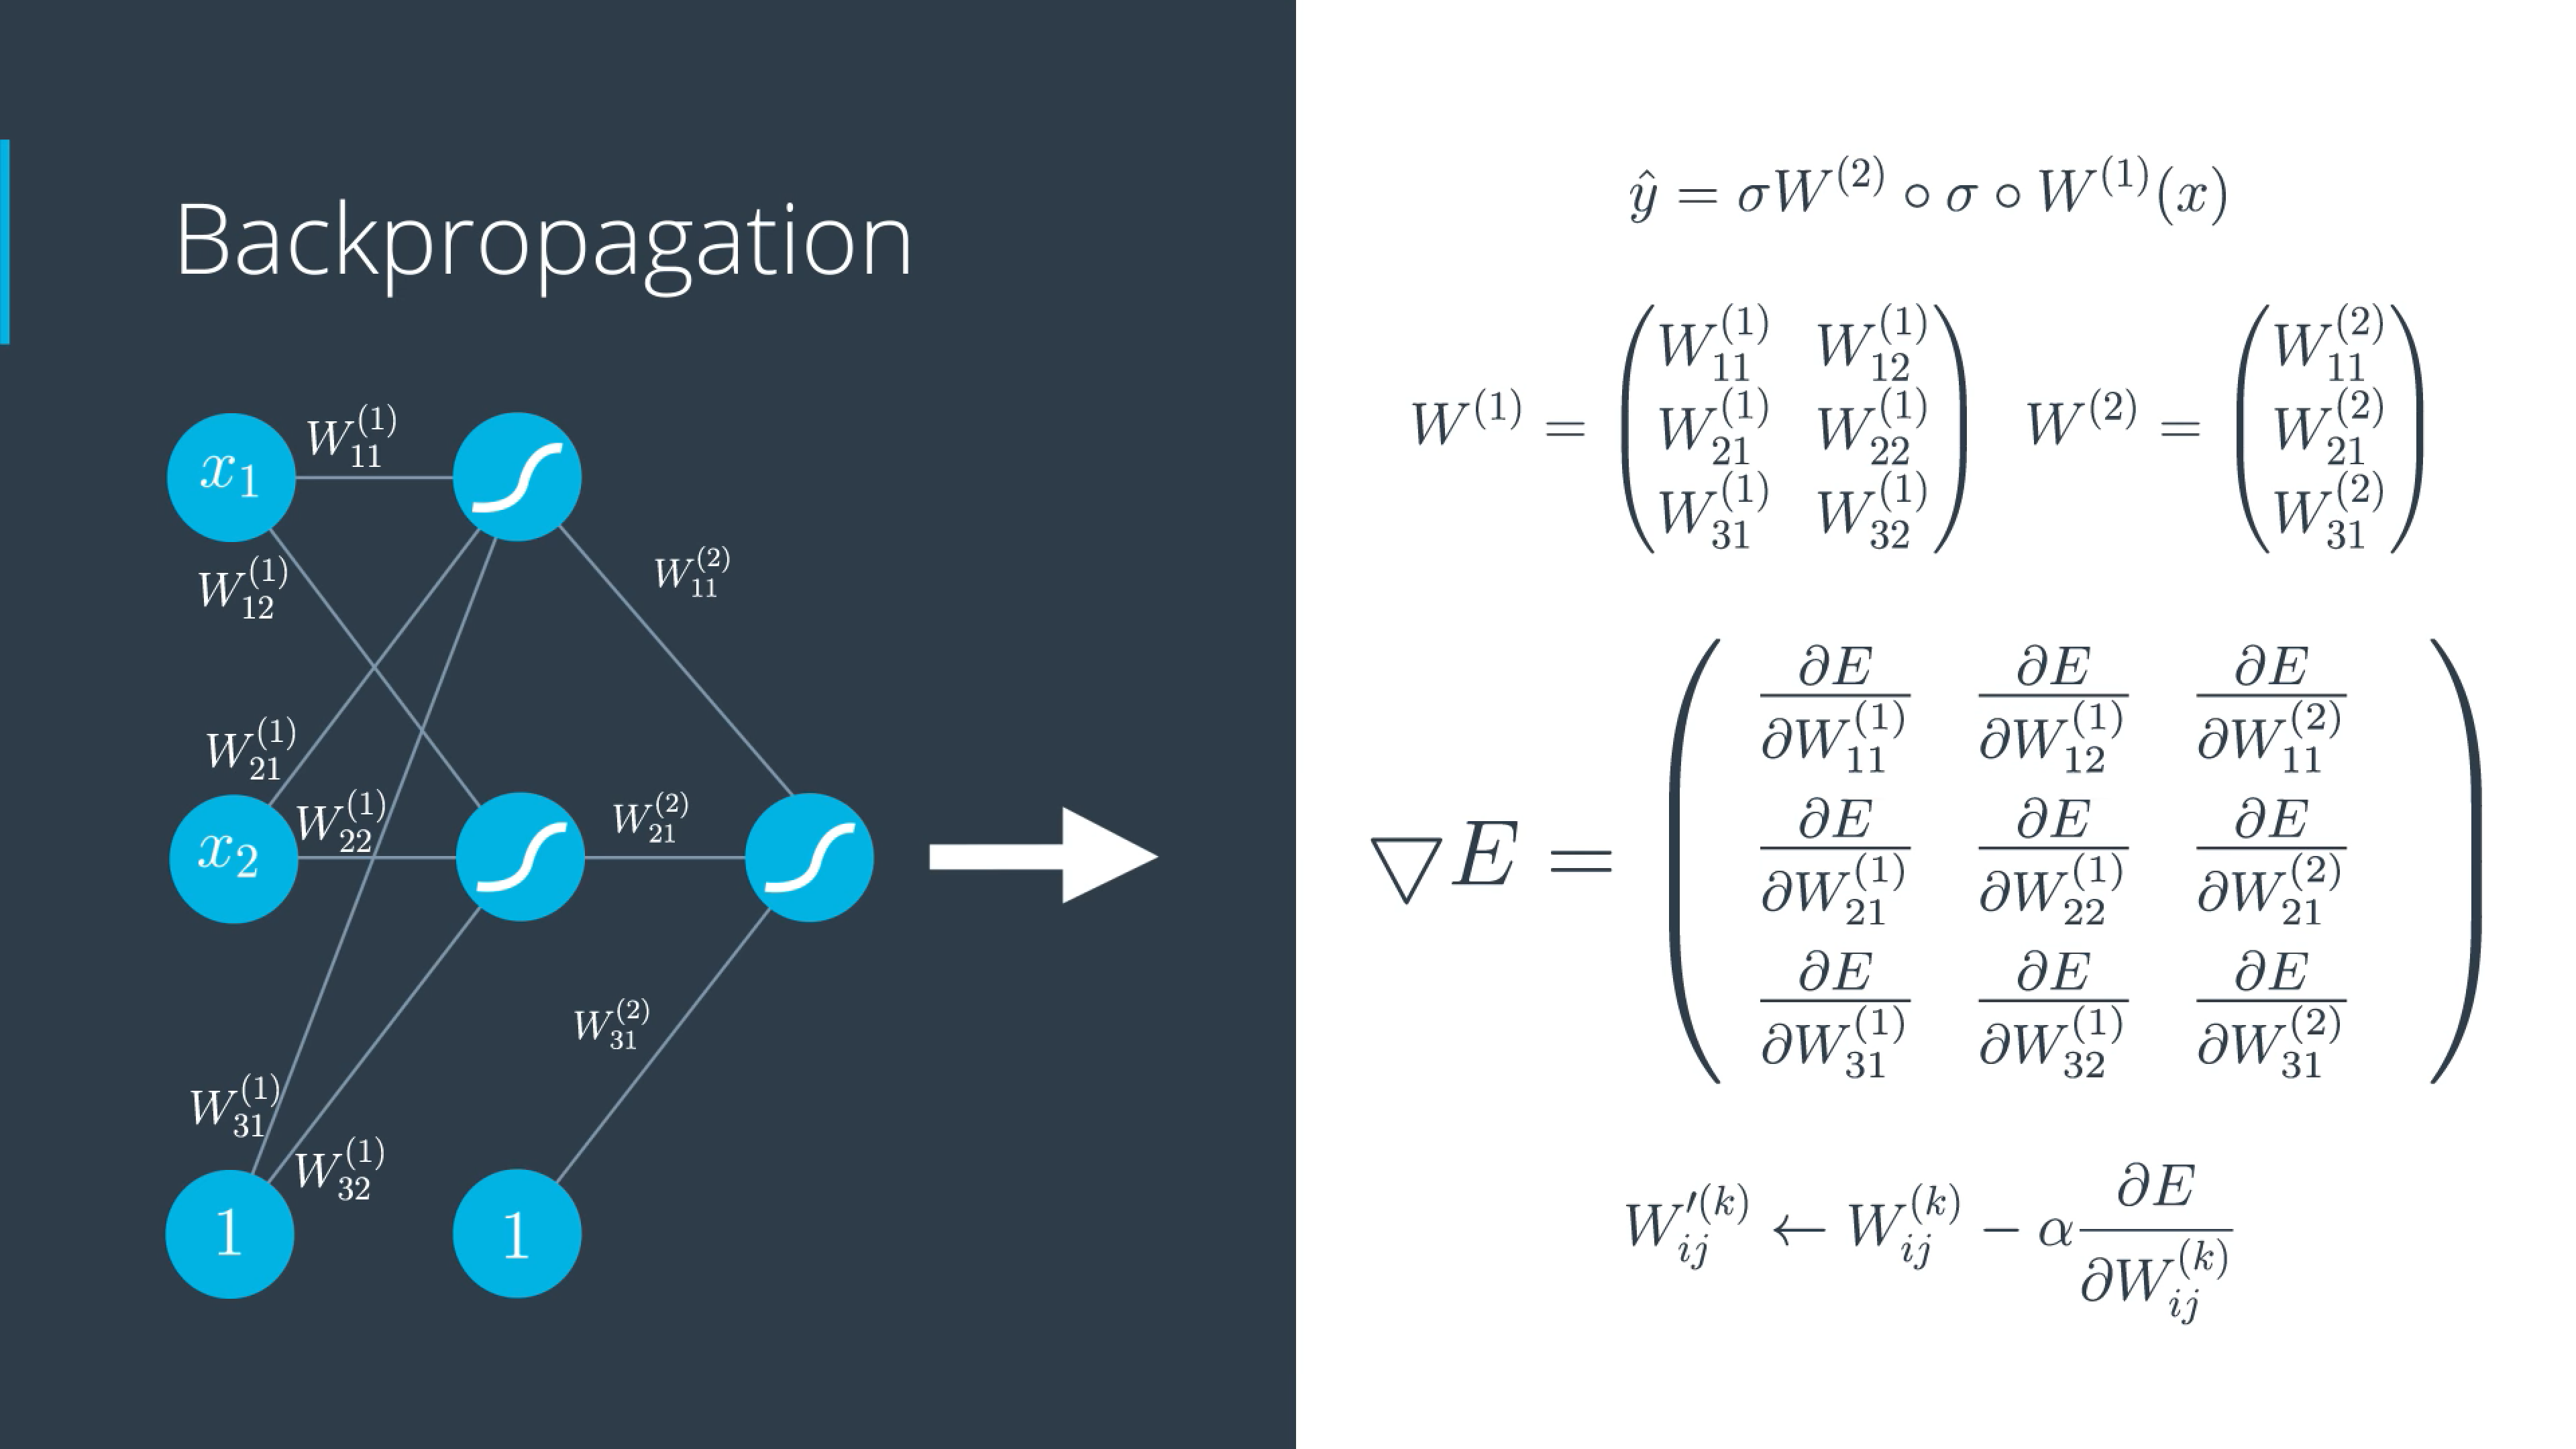 Backpropagation
x₁
W₁₁⁽¹⁾
W₁₂⁽¹⁾
W₁₁⁽²⁾
W₂₁⁽¹⁾
x₂
W₂₂⁽¹⁾
W₂₁⁽²⁾
W₃₁⁽²⁾
W₃₁⁽¹⁾
W₃₂⁽¹⁾
1
1
ŷ = σW⁽²⁾ ∘ σ ∘ W⁽¹⁾(x)
W⁽¹⁾ = ( W₁₁⁽¹⁾ W₁₂⁽¹⁾
W₂₁⁽¹⁾ W₂₂⁽¹⁾
W₃₁⁽¹⁾ W₃₂⁽¹⁾ )
W⁽²⁾ = ( W₁₁⁽²⁾
W₂₁⁽²⁾
W₃₁⁽²⁾ )
▽E = ( ∂E/∂W₁₁⁽¹⁾ ∂E/∂W₁₂⁽¹⁾ ∂E/∂W₁₁⁽²⁾
∂E/∂W₂₁⁽¹⁾ ∂E/∂W₂₂⁽¹⁾ ∂E/∂W₂₁⁽²⁾
∂E/∂W₃₁⁽¹⁾ ∂E/∂W₃₂⁽¹⁾ ∂E/∂W₃₁⁽²⁾ )
W′ᵢⱼ⁽ᵏ⁾ ← Wᵢⱼ⁽ᵏ⁾ − α ∂E/∂Wᵢⱼ⁽ᵏ⁾